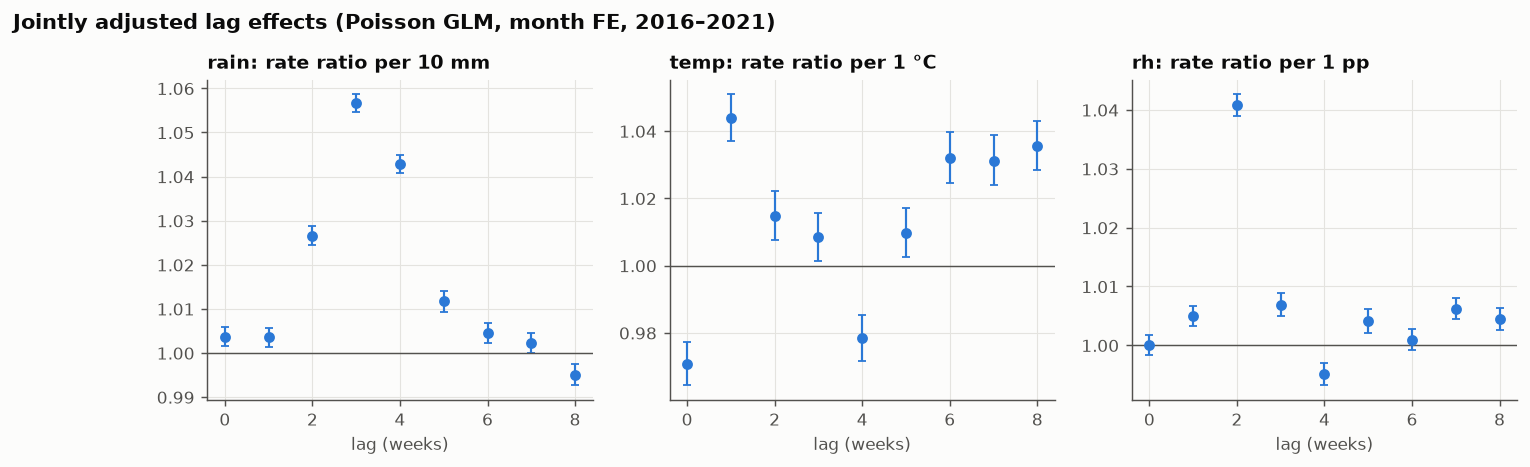 Jointly adjusted lag effects (Poisson GLM, month FE, 2016–2021)
rain: rate ratio per 10 mm
1.06
1.05
1.04
1.03
1.02
1.01
1.00
0.99
0 2 4 6 8
lag (weeks)
temp: rate ratio per 1 °C
1.04
1.02
1.00
0.98
0 2 4 6 8
lag (weeks)
rh: rate ratio per 1 pp
1.04
1.03
1.02
1.01
1.00
0 2 4 6 8
lag (weeks)